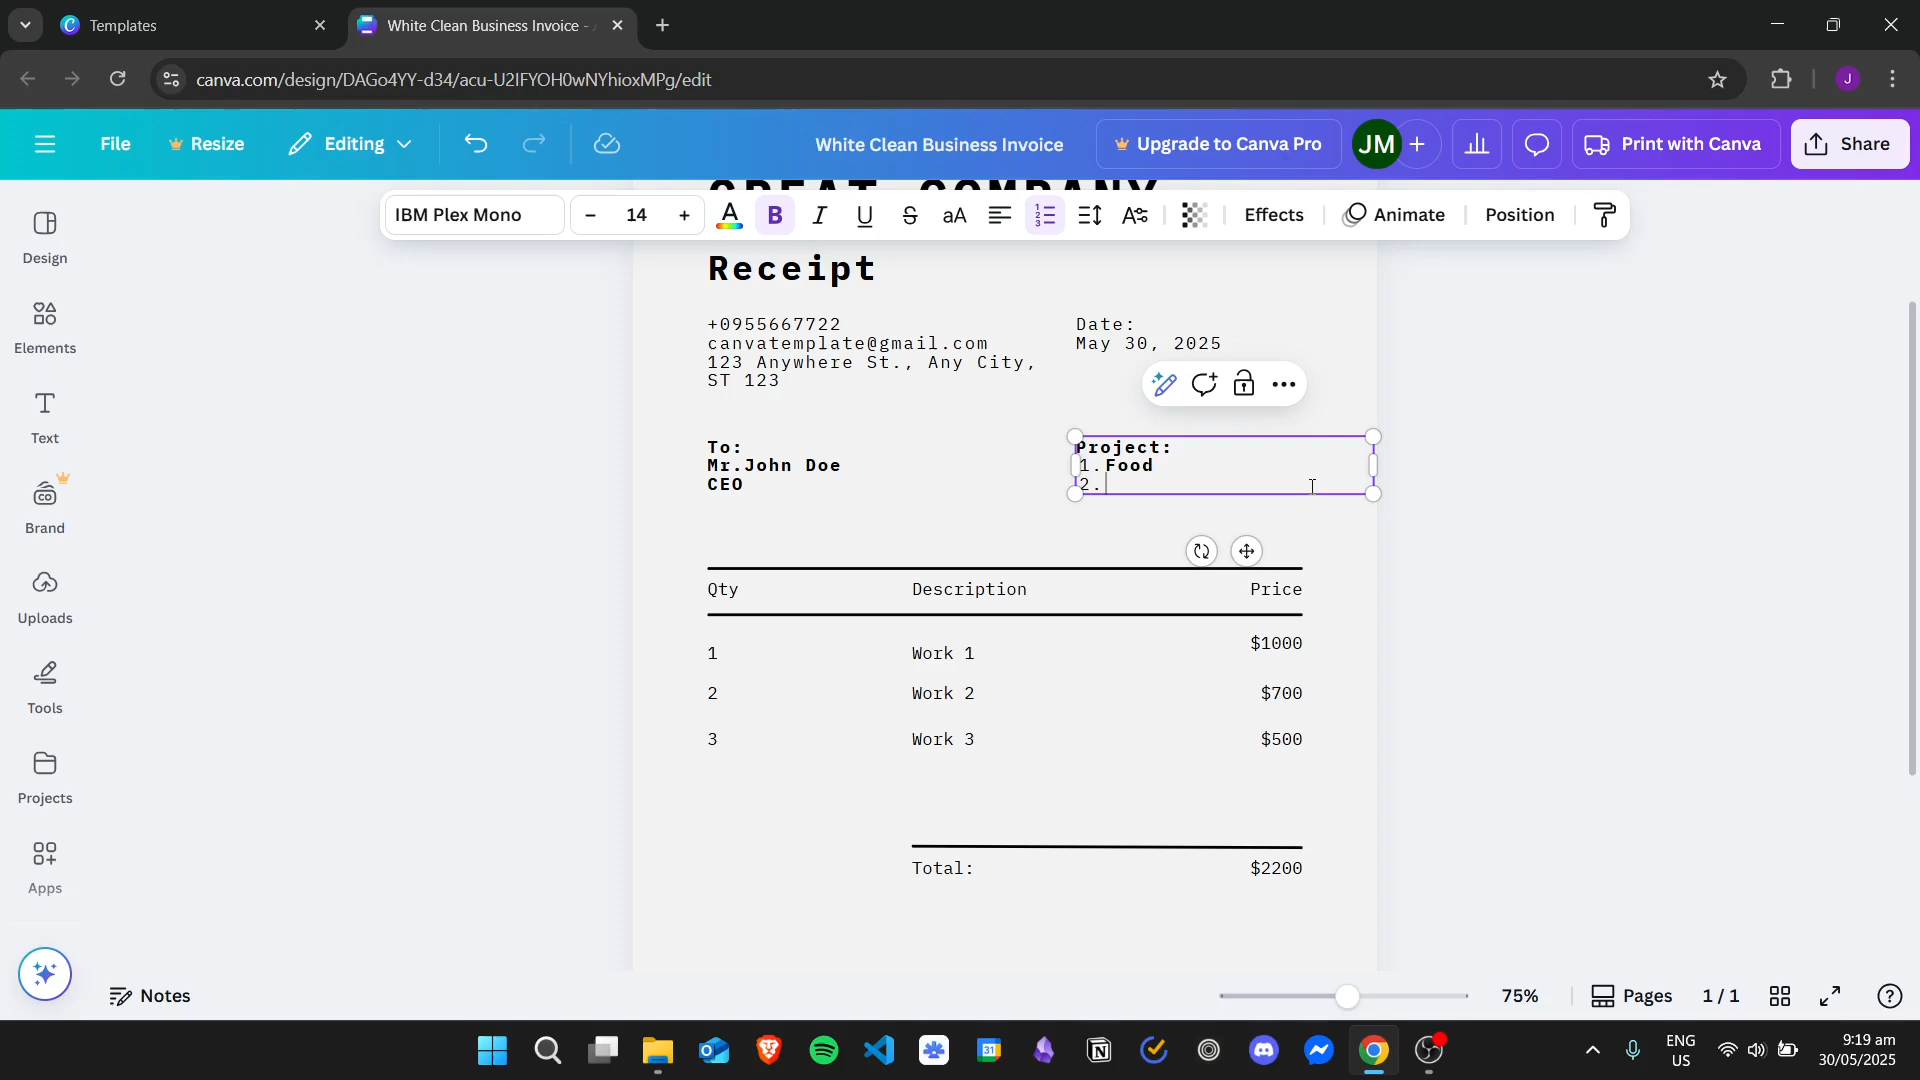 Templates
White Clean Business Invoice -
canva.com/design/DAGo4YY-d34/acu-U2IFYOH0wNYhioxMPg/edit
J
File
Resize
Editing
White Clean Business Invoice
Upgrade to Canva Pro
JM
Print with Canva
Share
GREAT COMPANY
IBM Plex Mono
- 14 +
A
B
I
U
S
aA
Effects
Animate
Position
Design
Elements
Text
Brand
Uploads
Tools
Projects
Apps
Receipt
+0955667722
canvatemplate@gmail.com
123 Anywhere St., Any City,
ST 123
Date:
May 30, 2025
To:
Mr.John Doe
CEO
Project:
1. Food
2.
Qty Description Price
1 Work 1 $1000
2 Work 2 $700
3 Work 3 $500
Total: $2200
Notes
75%
Pages
1 / 1
ENG
US
9:19 am
30/05/2025